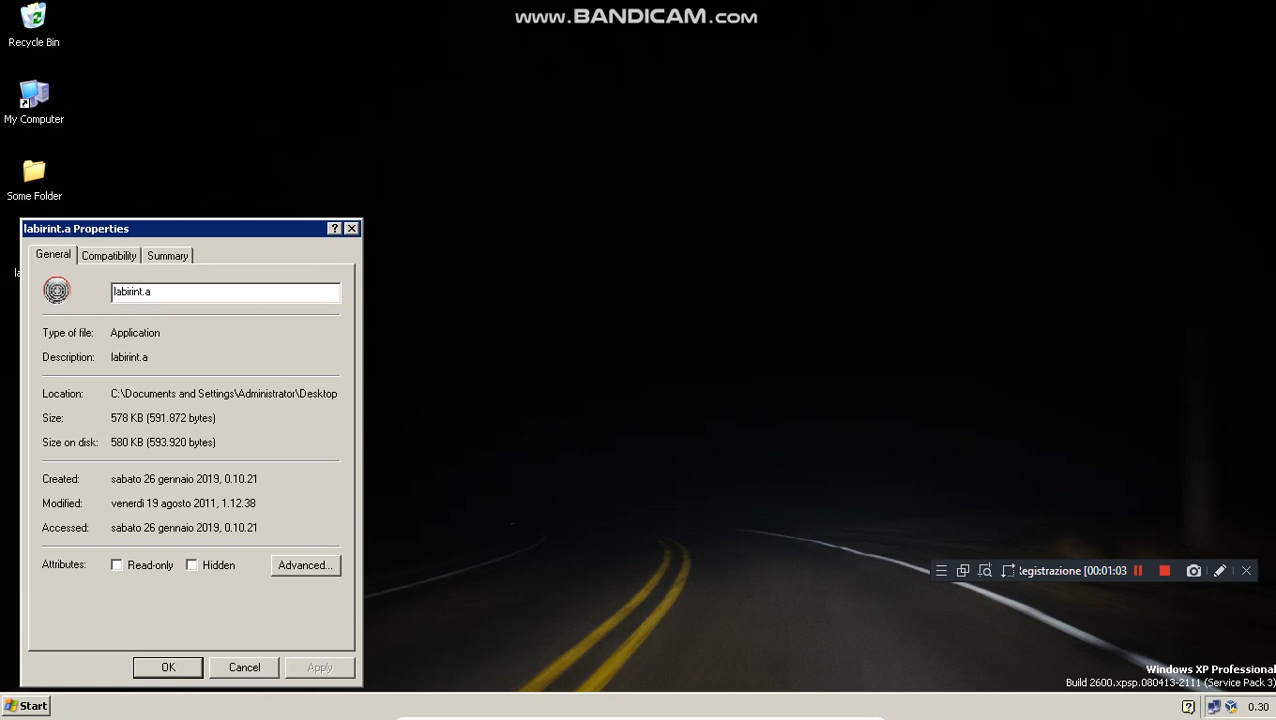 www.BANDICAM.com
Recycle Bin
My Computer
Some Folder
labirint.a Properties
General
Compatibility
Summary
labirint.a
Type of file: Application
Description: labirint.a
Location: C:\Documents and Settings\Administrator\Desktop
Size: 578 KB (591.872 bytes)
Size on disk: 580 KB (593.920 bytes)
Created: sabato 26 gennaio 2019, 0.10.21
Modified: venerdì 19 agosto 2011, 1.12.38
Accessed: sabato 26 gennaio 2019, 0.10.21
Attributes: Read-only Hidden Advanced...
OK Cancel Apply
Registrazione [00:01:03
Windows XP Professional
Build 2600.xpsp.080413-2111 (Service Pack 3)
Start
0.30